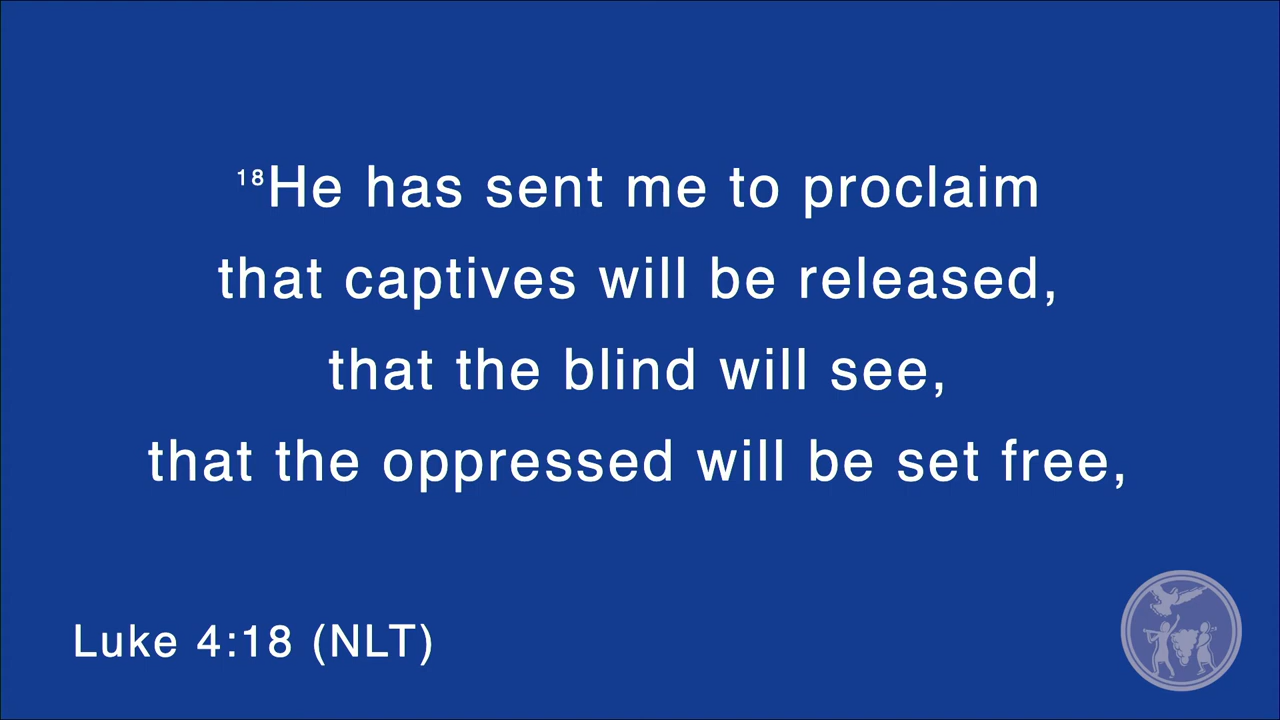 ¹⁸He has sent me to proclaim
that captives will be released,
that the blind will see,
that the oppressed will be set free,
Luke 4:18 (NLT)